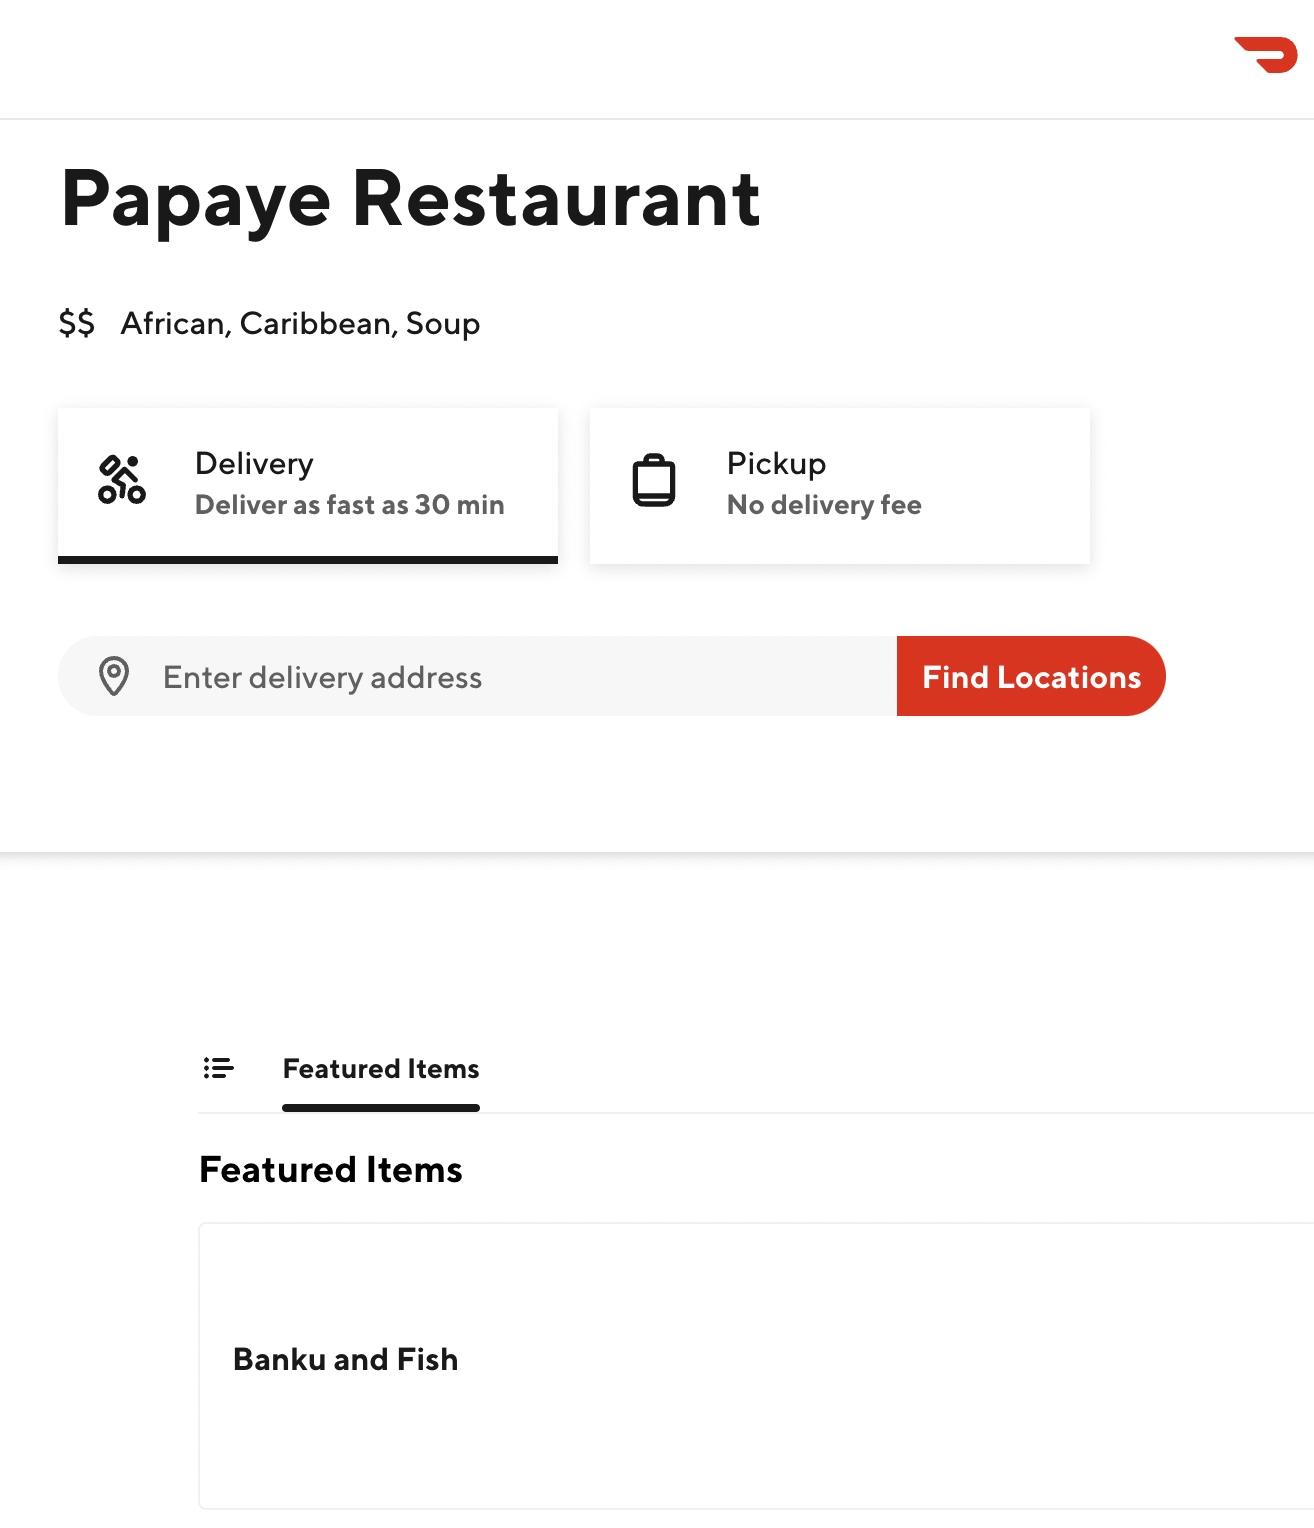 Papaye Restaurant
$$ African, Caribbean, Soup
Delivery
Deliver as fast as 30 min
Pickup
No delivery fee
Enter delivery address
Find Locations
Featured Items
Featured Items
Banku and Fish